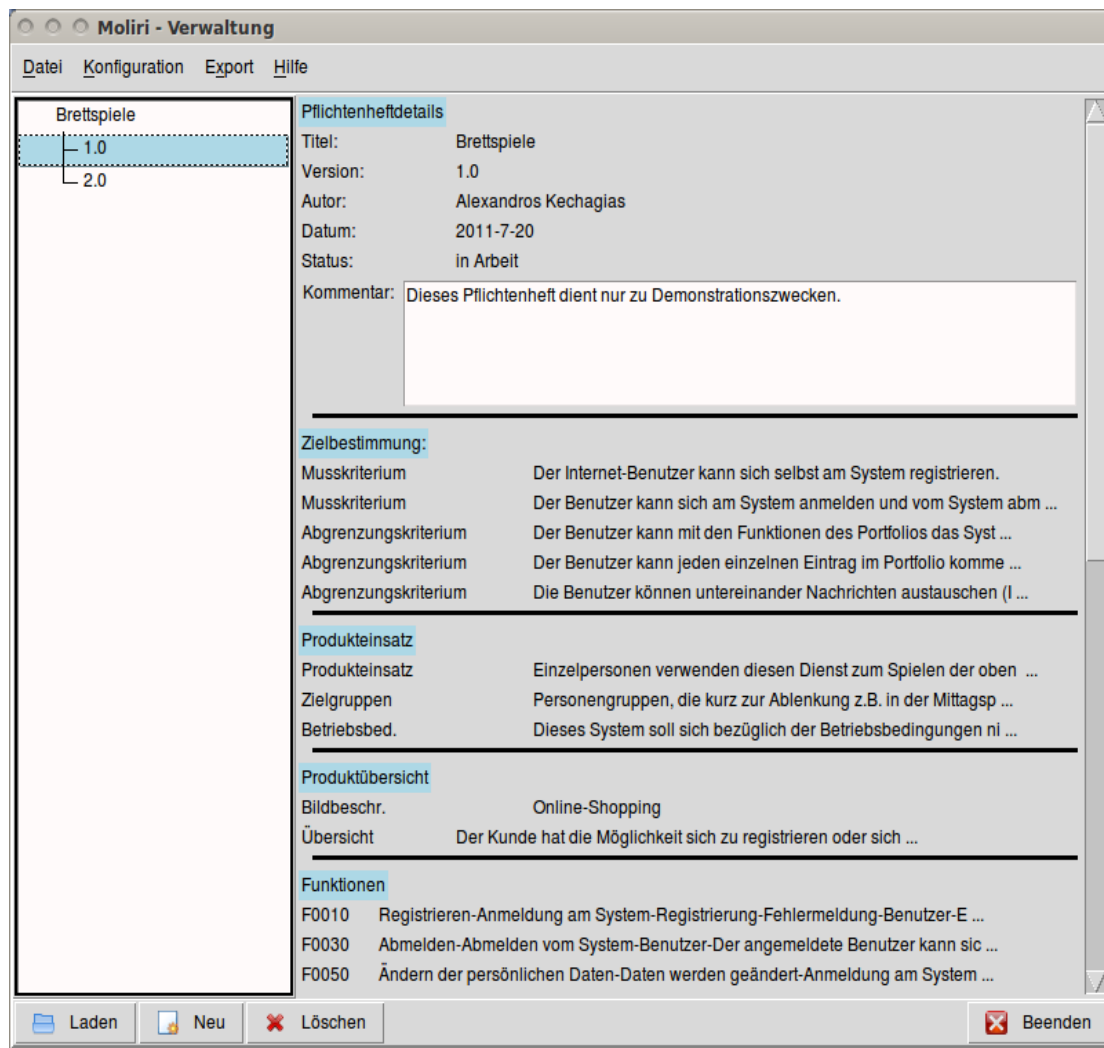 Moliri - Verwaltung
Datei Konfiguration Export Hilfe
Brettspiele
1.0
2.0
Pflichtenheftdetails
Titel: Brettspiele
Version: 1.0
Autor: Alexandros Kechagias
Datum: 2011-7-20
Status: in Arbeit
Kommentar: Dieses Pflichtenheft dient nur zu Demonstrationszwecken.
Zielbestimmung:
Musskriterium Der Internet-Benutzer kann sich selbst am System registrieren.
Musskriterium Der Benutzer kann sich am System anmelden und vom System abm ...
Abgrenzungskriterium Der Benutzer kann mit den Funktionen des Portfolios das Syst ...
Abgrenzungskriterium Der Benutzer kann jeden einzelnen Eintrag im Portfolio komme ...
Abgrenzungskriterium Die Benutzer können untereinander Nachrichten austauschen (I ...
Produkteinsatz
Produkteinsatz Einzelpersonen verwenden diesen Dienst zum Spielen der oben ...
Zielgruppen Personengruppen, die kurz zur Ablenkung z.B. in der Mittagsp ...
Betriebsbed. Dieses System soll sich bezüglich der Betriebsbedingungen ni ...
Produktübersicht
Bildbeschr. Online-Shopping
Übersicht Der Kunde hat die Möglichkeit sich zu registrieren oder sich ...
Funktionen
F0010 Registrieren-Anmeldung am System-Registrierung-Fehlermeldung-Benutzer-E ...
F0030 Abmelden-Abmelden vom System-Benutzer-Der angemeldete Benutzer kann sic ...
F0050 Ändern der persönlichen Daten-Daten werden geändert-Anmeldung am System ...
Laden Neu Löschen Beenden